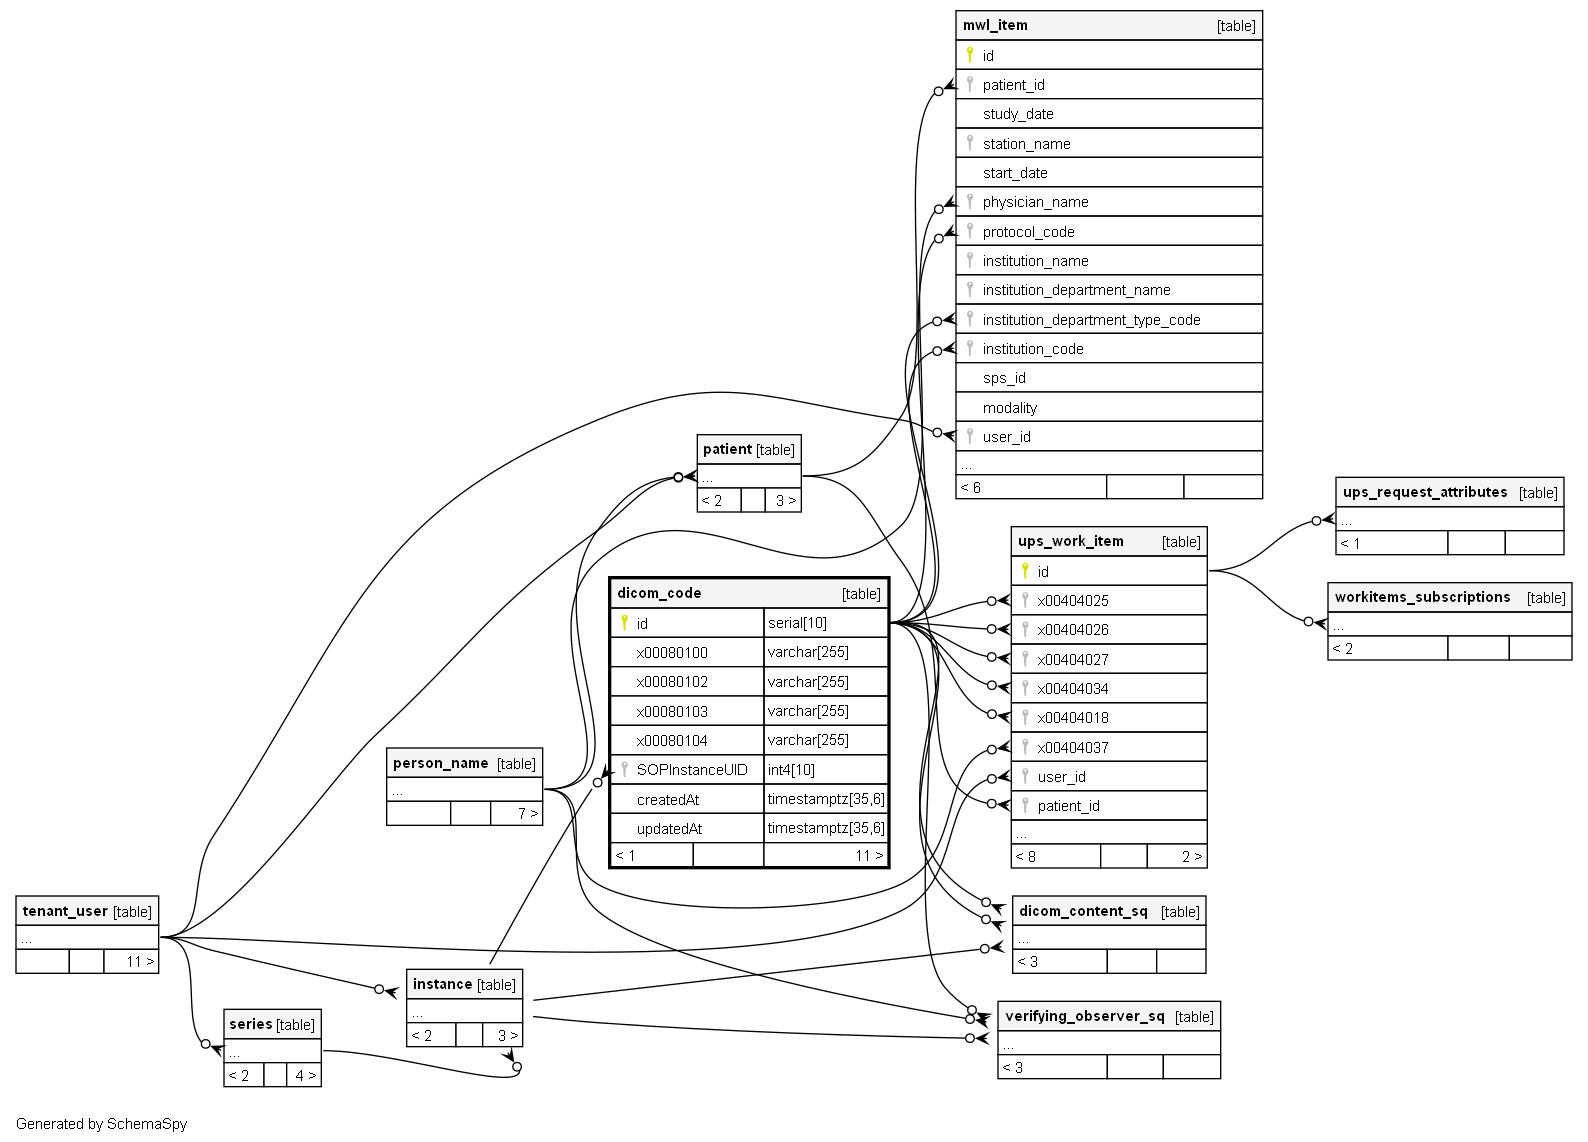 mwl_item [table]
id
patient_id
study_date
station_name
start_date
physician_name
protocol_code
institution_name
institution_department_name
institution_department_type_code
institution_code
sps_id
modality
user_id
...
< 6
patient [table]
...
< 2 3 >
ups_request_attributes [table]
...
< 1
ups_work_item [table]
id
x00404025
x00404026
x00404027
x00404034
x00404018
x00404037
user_id
patient_id
...
< 8 2 >
workitems_subscriptions [table]
...
< 2
dicom_code [table]
id serial[10]
x00080100 varchar[255]
x00080102 varchar[255]
x00080103 varchar[255]
x00080104 varchar[255]
SOPInstanceUID int4[10]
createdAt timestamptz[35,6]
updatedAt timestamptz[35,6]
< 1 11 >
person_name [table]
...
7 >
tenant_user [table]
...
11 >
dicom_content_sq [table]
...
< 3
instance [table]
...
< 2 3 >
series [table]
...
< 2 4 >
verifying_observer_sq [table]
...
< 3
Generated by SchemaSpy